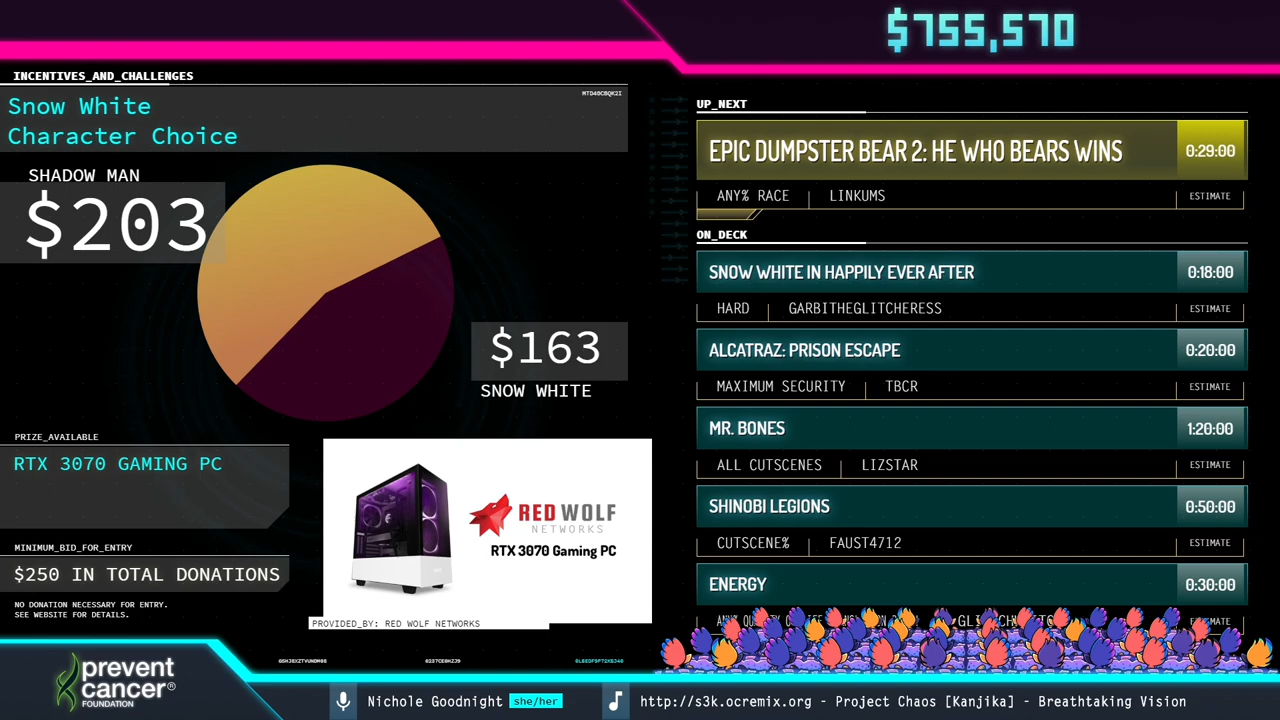 $755,570
INCENTIVES_AND_CHALLENGES
Snow White
Character Choice
SHADOW MAN
$203
$163
SNOW WHITE
PRIZE_AVAILABLE
RTX 3070 GAMING PC
MINIMUM_BID_FOR_ENTRY
$250 IN TOTAL DONATIONS
NO DONATION NECESSARY FOR ENTRY.
SEE WEBSITE FOR DETAILS.
RED WOLF
NETWORKS
RTX 3070 Gaming PC
PROVIDED_BY: RED WOLF NETWORKS
UP_NEXT
EPIC DUMPSTER BEAR 2: HE WHO BEARS WINS 0:29:00
ANY% RACE LINKUMS ESTIMATE
ON_DECK
SNOW WHITE IN HAPPILY EVER AFTER 0:18:00
HARD GARBITHEGLITCHERESS ESTIMATE
ALCATRAZ: PRISON ESCAPE 0:20:00
MAXIMUM SECURITY TBCR ESTIMATE
MR. BONES 1:20:00
ALL CUTSCENES LIZSTAR ESTIMATE
SHINOBI LEGIONS 0:50:00
CUTSCENE% FAUST4712 ESTIMATE
ENERGY 0:30:00
prevent
cancer®
FOUNDATION
Nichole Goodnight she/her http://s3k.ocremix.org - Project Chaos [Kanjika] - Breathtaking Vision